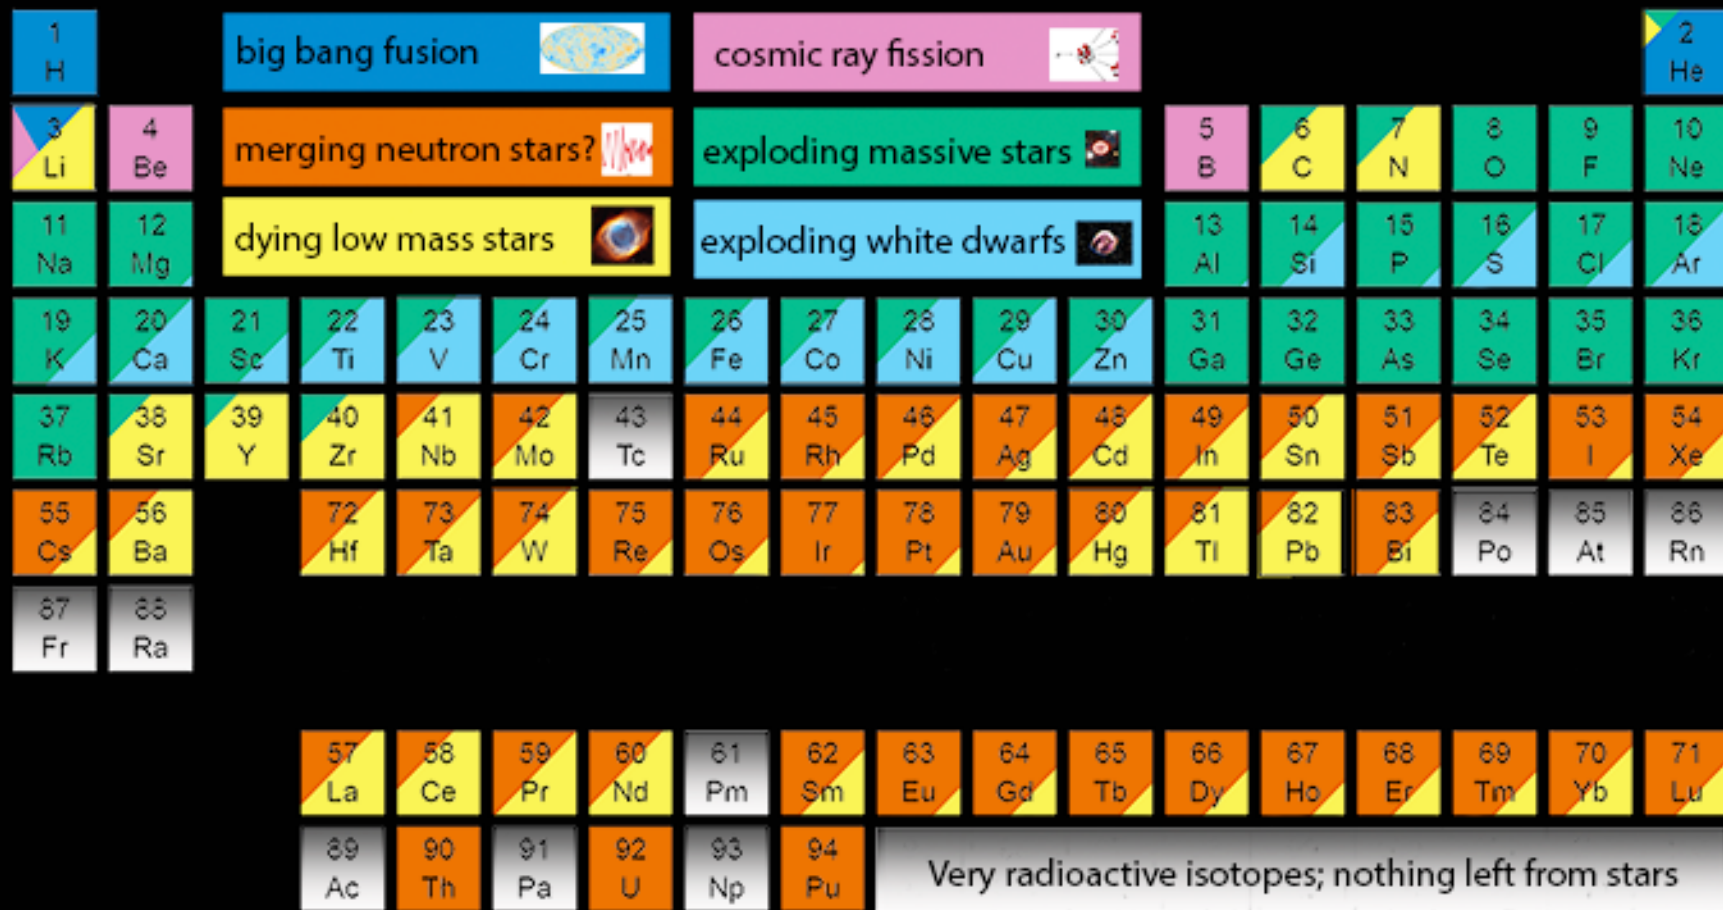 1 2
H big bang fusion cosmic ray fission He
3 4 5 6 7 8 9 10
Li Be merging neutron stars? exploding massive stars B C N O F Ne
11 12 13 14 15 16 17 18
Na Mg dying low mass stars exploding white dwarfs Al Si P S Cl Ar
19 20 21 22 23 24 25 26 27 28 29 30 31 32 33 34 35 36
K Ca Sc Ti V Cr Mn Fe Co Ni Cu Zn Ga Ge As Se Br Kr
37 38 39 40 41 42 43 44 45 46 47 48 49 50 51 52 53 54
Rb Sr Y Zr Nb Mo Tc Ru Rh Pd Ag Cd In Sn Sb Te I Xe
55 56 72 73 74 75 76 77 78 79 80 81 82 83 84 85 86
Cs Ba Hf Ta W Re Os Ir Pt Au Hg Tl Pb Bi Po At Rn
87 88
Fr Ra
57 58 59 60 61 62 63 64 65 66 67 68 69 70 71
La Ce Pr Nd Pm Sm Eu Gd Tb Dy Ho Er Tm Yb Lu
89 90 91 92 93 94
Ac Th Pa U Np Pu Very radioactive isotopes; nothing left from stars